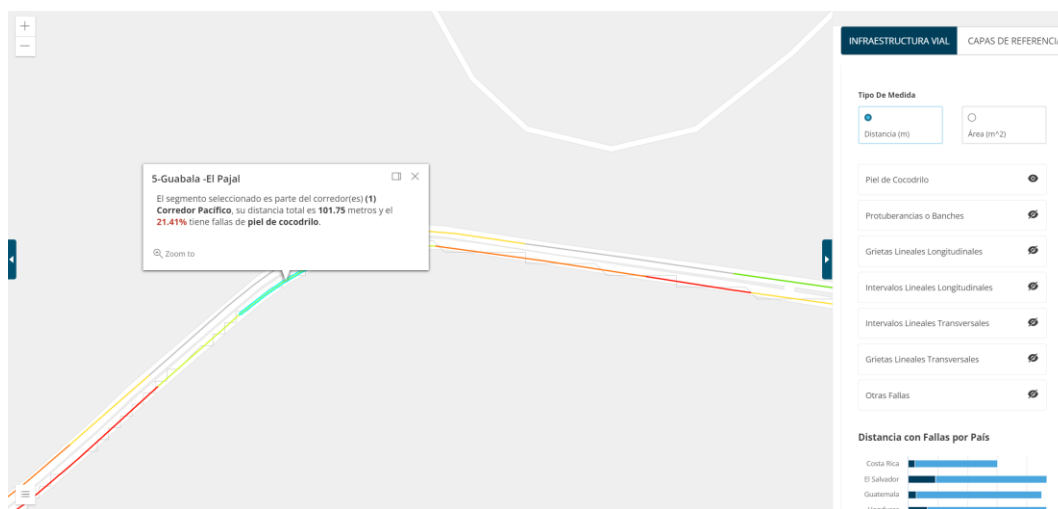 +
−
INFRAESTRUCTURA VIAL
CAPAS DE REFERENCIA
Tipo De Medida
Distancia (m)
Área (m^2)
5-Guabala -El Pajal
El segmento seleccionado es parte del corredor(es) (1)
Corredor Pacífico, su distancia total es 101.75 metros y el
21.41% tiene fallas de piel de cocodrilo.
Zoom to
Piel de Cocodrilo
Protuberancias o Banches
Grietas Lineales Longitudinales
Intervalos Lineales Longitudinales
Intervalos Lineales Transversales
Grietas Lineales Transversales
Otras Fallas
Distancia con Fallas por País
Costa Rica
El Salvador
Guatemala
Honduras